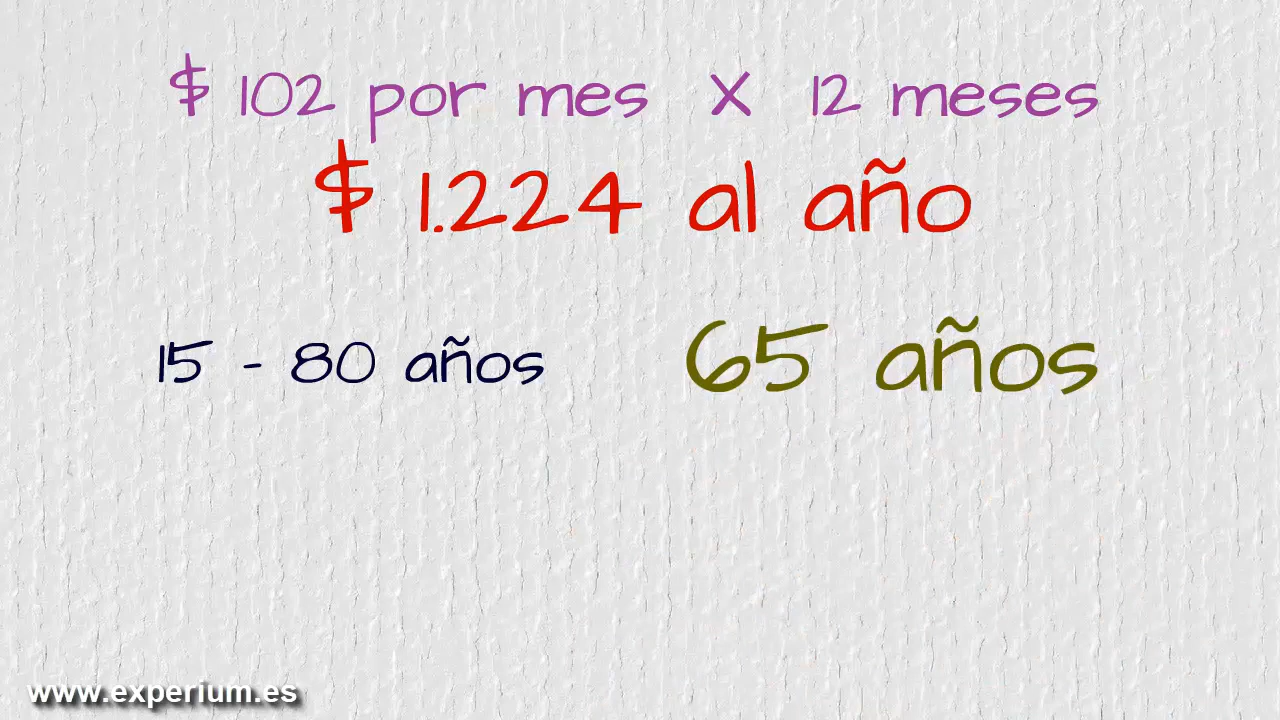 $ 102 por mes X 12 meses
$ 1.224 al año
15 - 80 años 65 años
www.experium.es